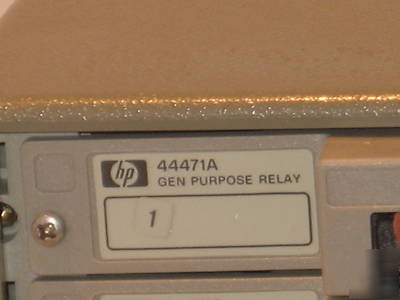 hp 44471A
GEN PURPOSE RELAY
1